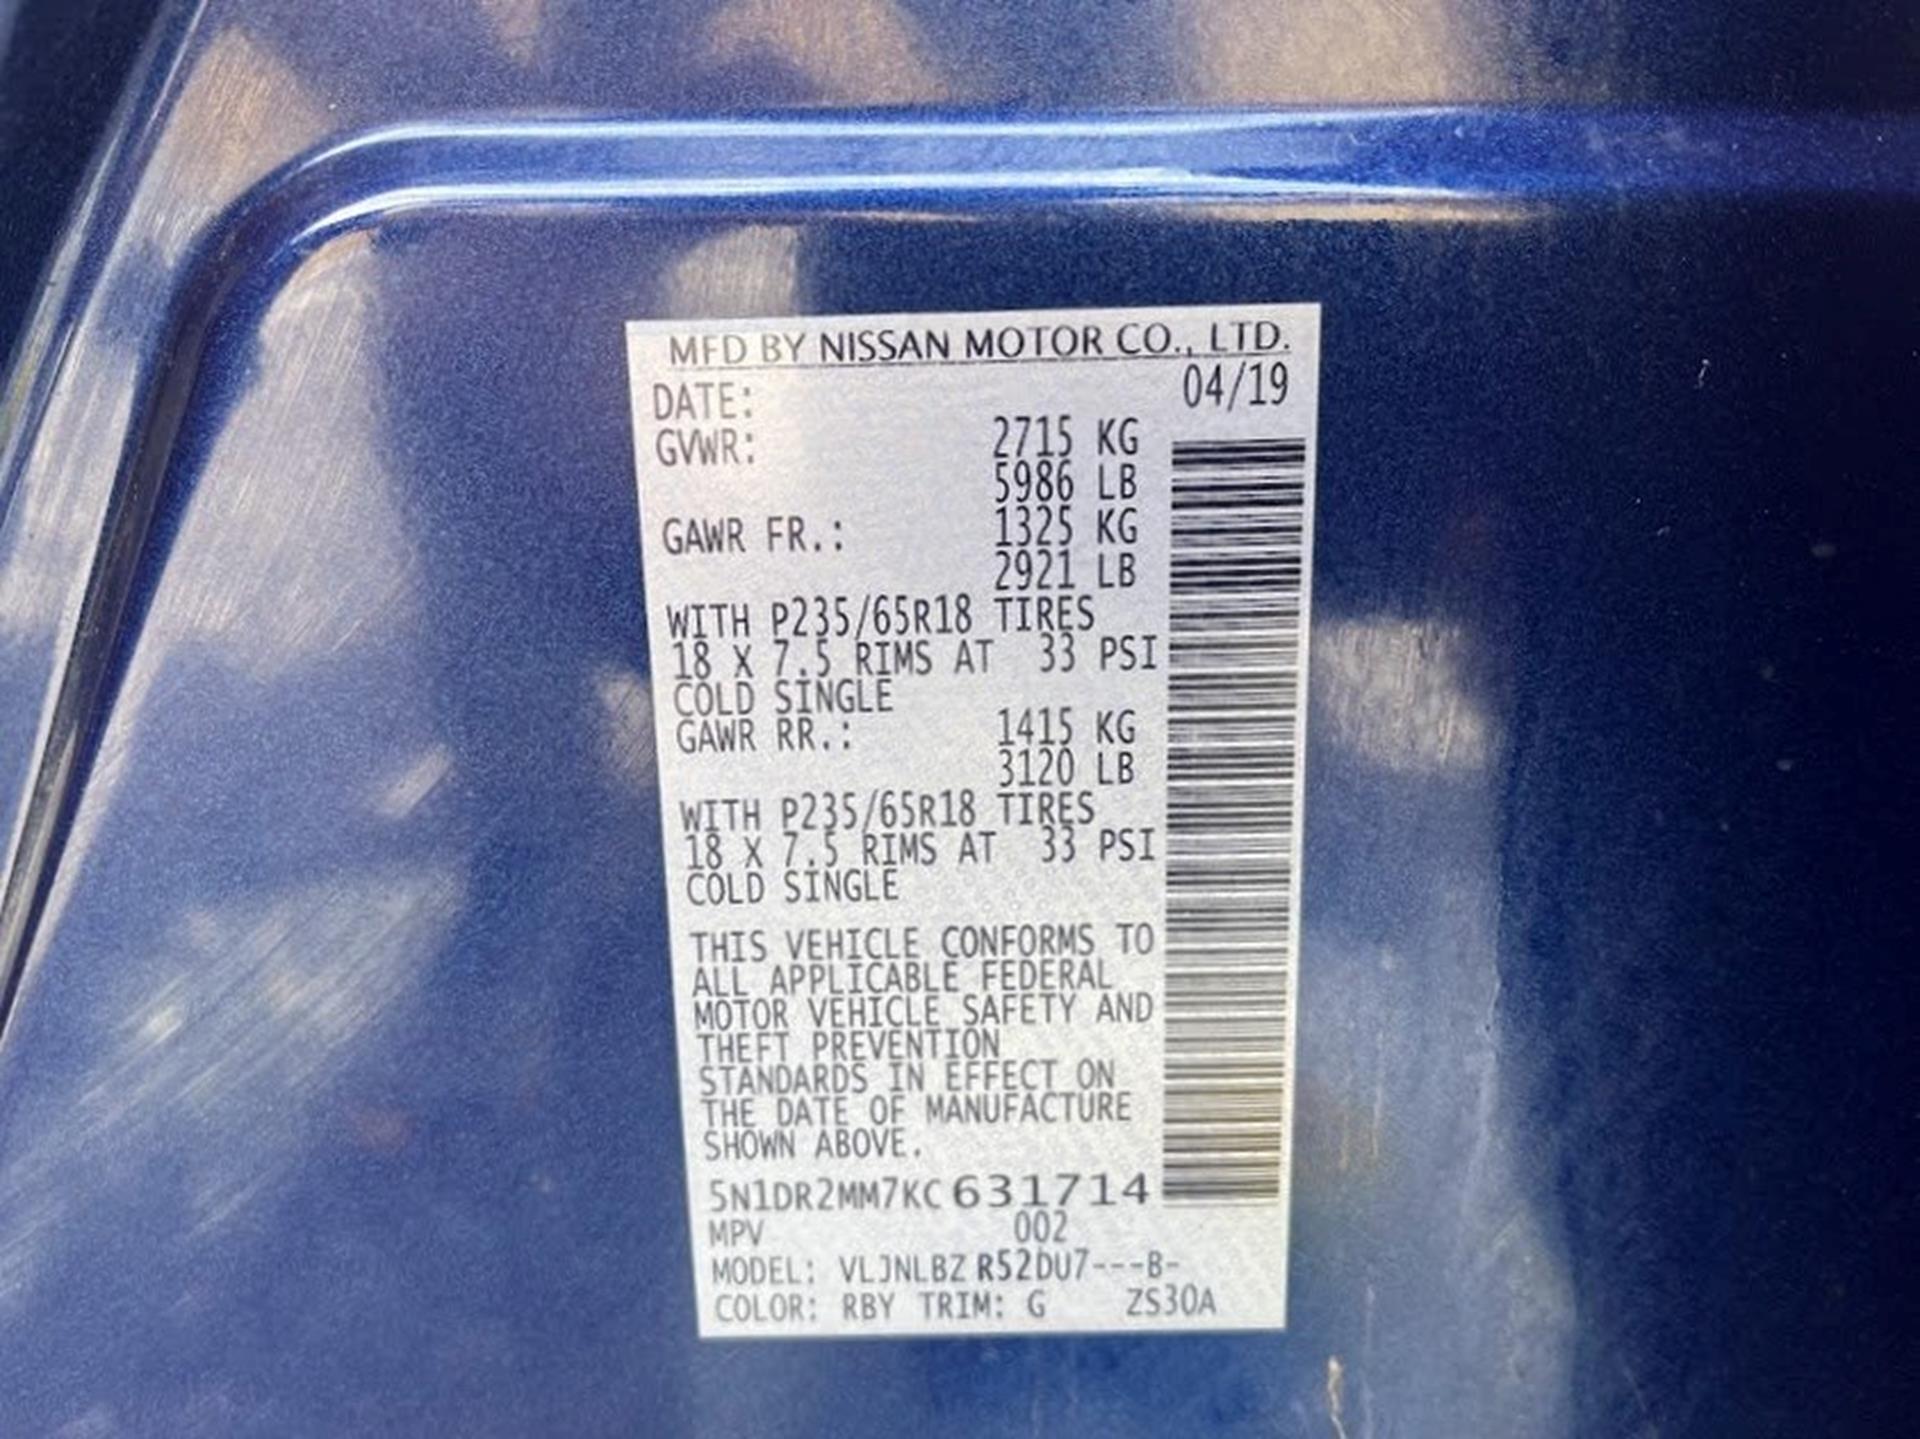 MFD BY NISSAN MOTOR CO., LTD.
DATE: 04/19
GVWR: 2715 KG
5986 LB
GAWR FR.: 1325 KG
2921 LB
WITH P235/65R18 TIRES
18 X 7.5 RIMS AT 33 PSI
COLD SINGLE
GAWR RR.: 1415 KG
3120 LB
WITH P235/65R18 TIRES
18 X 7.5 RIMS AT 33 PSI
COLD SINGLE
THIS VEHICLE CONFORMS TO
ALL APPLICABLE FEDERAL
MOTOR VEHICLE SAFETY AND
THEFT PREVENTION
STANDARDS IN EFFECT ON
THE DATE OF MANUFACTURE
SHOWN ABOVE.
5N1DR2MM7KC631714
MPV 002
MODEL: VLJNLBZ R52DU7---B-
COLOR: RBY TRIM: G ZS30A